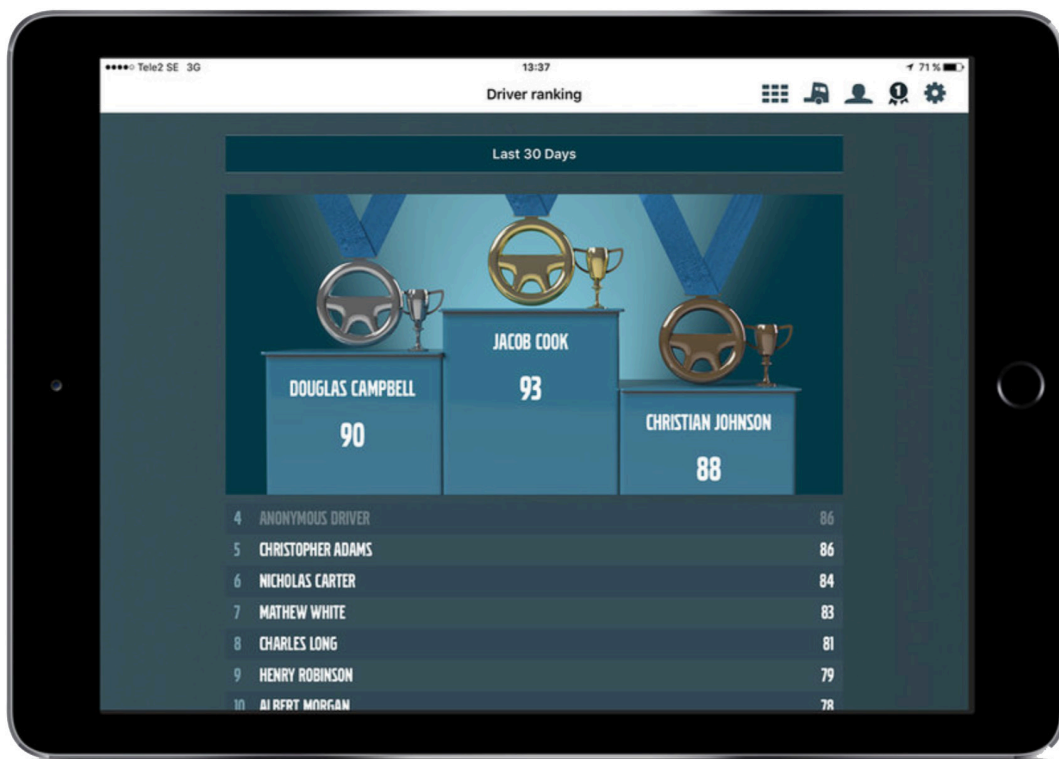 Tele2 SE 3G 13:37 71 %
Driver ranking
1
Last 30 Days
JACOB COOK
93
DOUGLAS CAMPBELL
90
CHRISTIAN JOHNSON
88
4 ANONYMOUS DRIVER 86
5 CHRISTOPHER ADAMS 86
6 NICHOLAS CARTER 84
7 MATHEW WHITE 83
8 CHARLES LONG 81
9 HENRY ROBINSON 79
10 ALBERT MORGAN 78